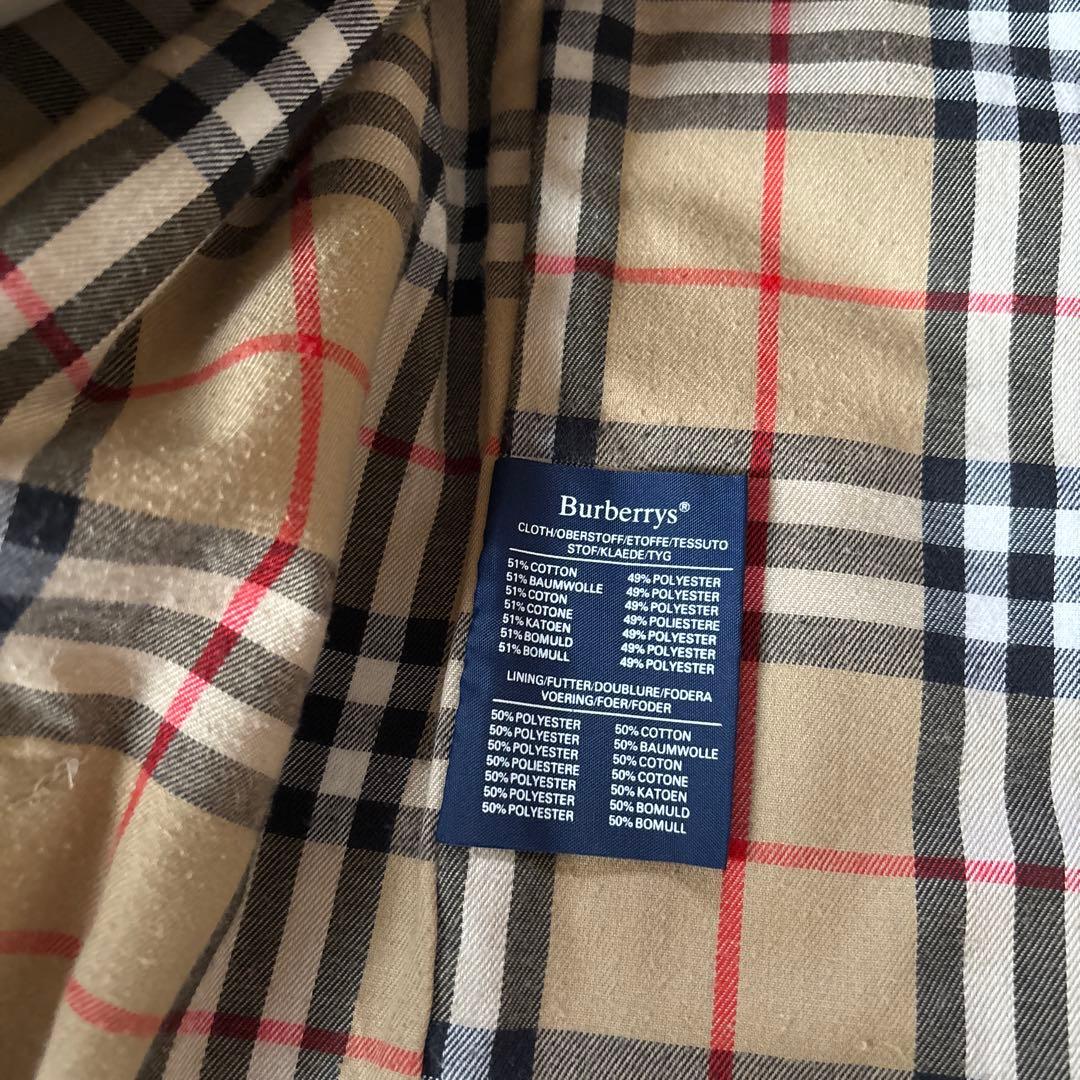 Burberrys®
CLOTH/OBERSTOFF/ETOFFE/TESSUTO
STOF/KLAEDE/TYG
51% COTTON 49% POLYESTER
51% BAUMWOLLE 49% POLYESTER
51% COTON 49% POLYESTER
51% COTONE 49% POLIESTERE
51% KATOEN 49% POLYESTER
51% BOMULD 49% POLYESTER
51% BOMULL 49% POLYESTER
LINING/FUTTER/DOUBLURE/FODERA
VOERING/FOER/FODER
50% POLYESTER 50% COTTON
50% POLYESTER 50% BAUMWOLLE
50% POLYESTER 50% COTON
50% POLIESTERE 50% COTONE
50% POLYESTER 50% KATOEN
50% POLYESTER 50% BOMULD
50% POLYESTER 50% BOMULL